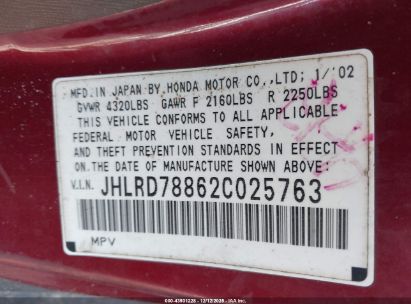 MFD.IN JAPAN BY HONDA MOTOR CO.,LTD; 1/'02
GVWR 4320LBS GAWR F 2160LBS R 2250LBS
THIS VEHICLE CONFORMS TO ALL APPLICABLE
FEDERAL MOTOR VEHICLE SAFETY,
AND THEFT PREVENTION STANDARDS IN EFFECT
ON THE DATE OF MANUFACTURE SHOWN ABOVE:
V.I.N. JHLRD78862C025763
MPV